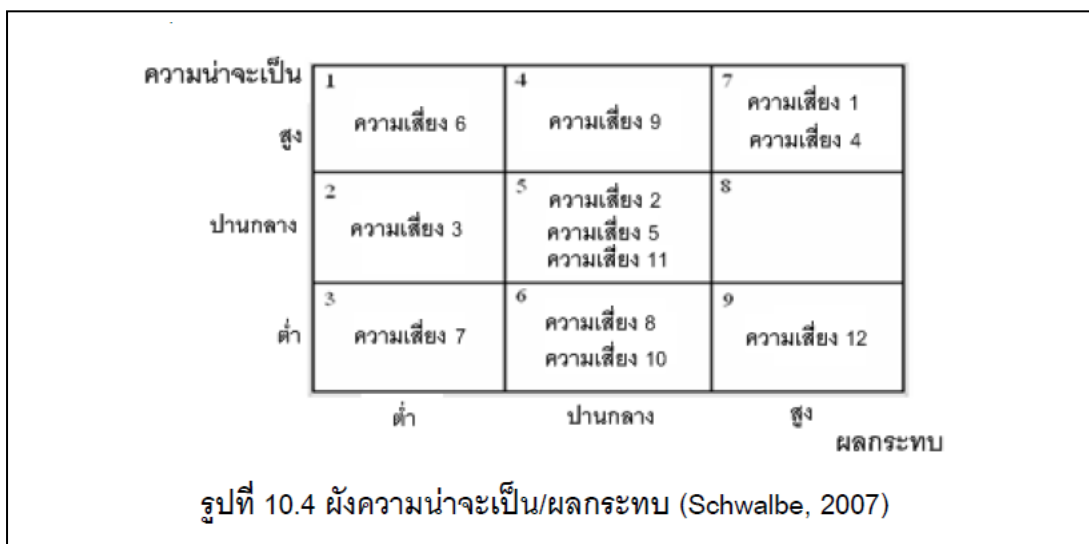 ความน่าจะเป็น
1 4 7
สูง
ความเสี่ยง 6
ความเสี่ยง 9
ความเสี่ยง 1
ความเสี่ยง 4
ปานกลาง
2 5 8
ความเสี่ยง 3
ความเสี่ยง 2
ความเสี่ยง 5
ความเสี่ยง 11
ต่ำ
3 6 9
ความเสี่ยง 7
ความเสี่ยง 8
ความเสี่ยง 10
ความเสี่ยง 12
ต่ำ ปานกลาง สูง
ผลกระทบ
รูปที่ 10.4 ผังความน่าจะเป็น/ผลกระทบ (Schwalbe, 2007)